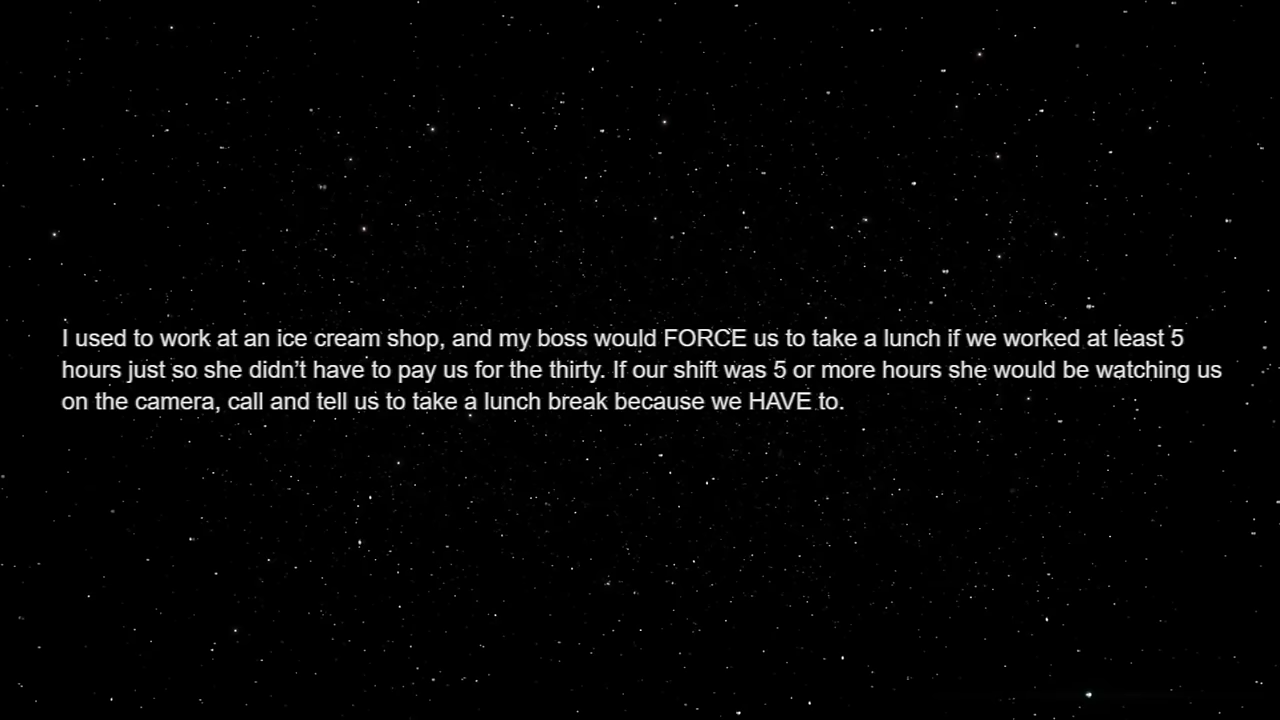 I used to work at an ice cream shop, and my boss would FORCE us to take a lunch if we worked at least 5
hours just so she didn’t have to pay us for the thirty. If our shift was 5 or more hours she would be watching us
on the camera, call and tell us to take a lunch break because we HAVE to.